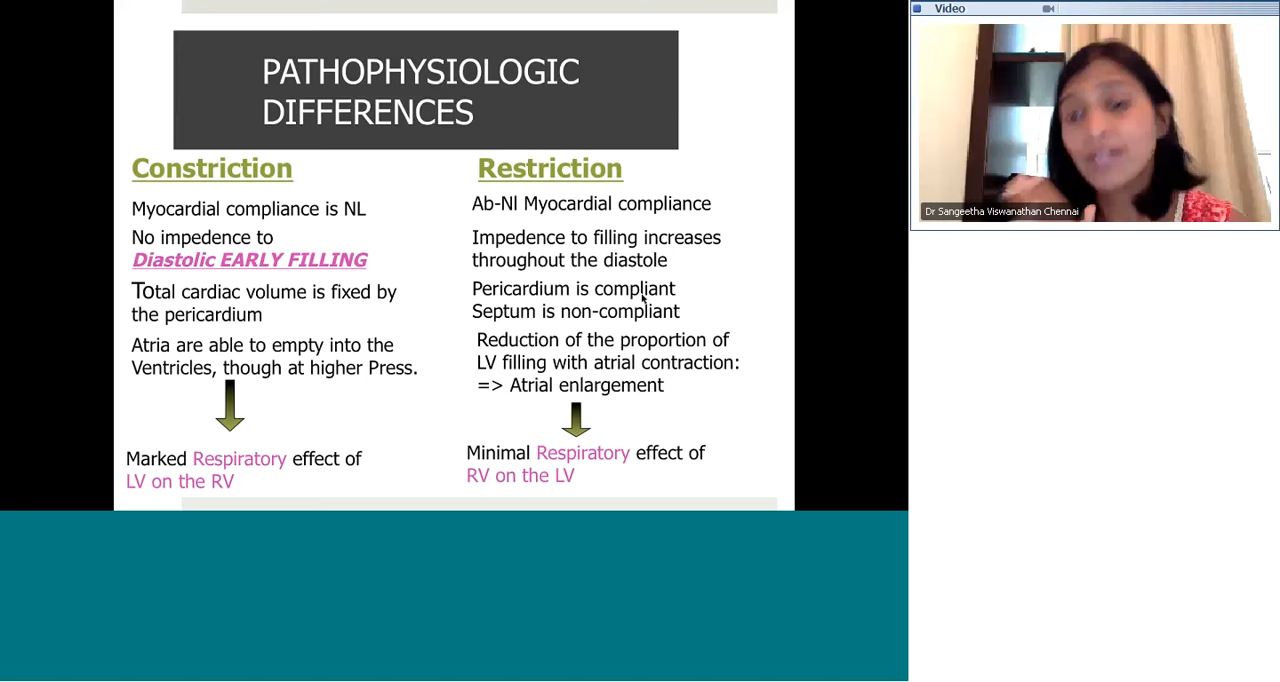 PATHOPHYSIOLOGIC
DIFFERENCES
Constriction
Myocardial compliance is NL
No impedence to
Diastolic EARLY FILLING
Total cardiac volume is fixed by
the pericardium
Atria are able to empty into the
Ventricles, though at higher Press.
Marked Respiratory effect of
LV on the RV
Restriction
Ab-Nl Myocardial compliance
Impedence to filling increases
throughout the diastole
Pericardium is compliant
Septum is non-compliant
Reduction of the proportion of
LV filling with atrial contraction:
=> Atrial enlargement
Minimal Respiratory effect of
RV on the LV
Video
Dr Sangeetha Viswanathan Chennai